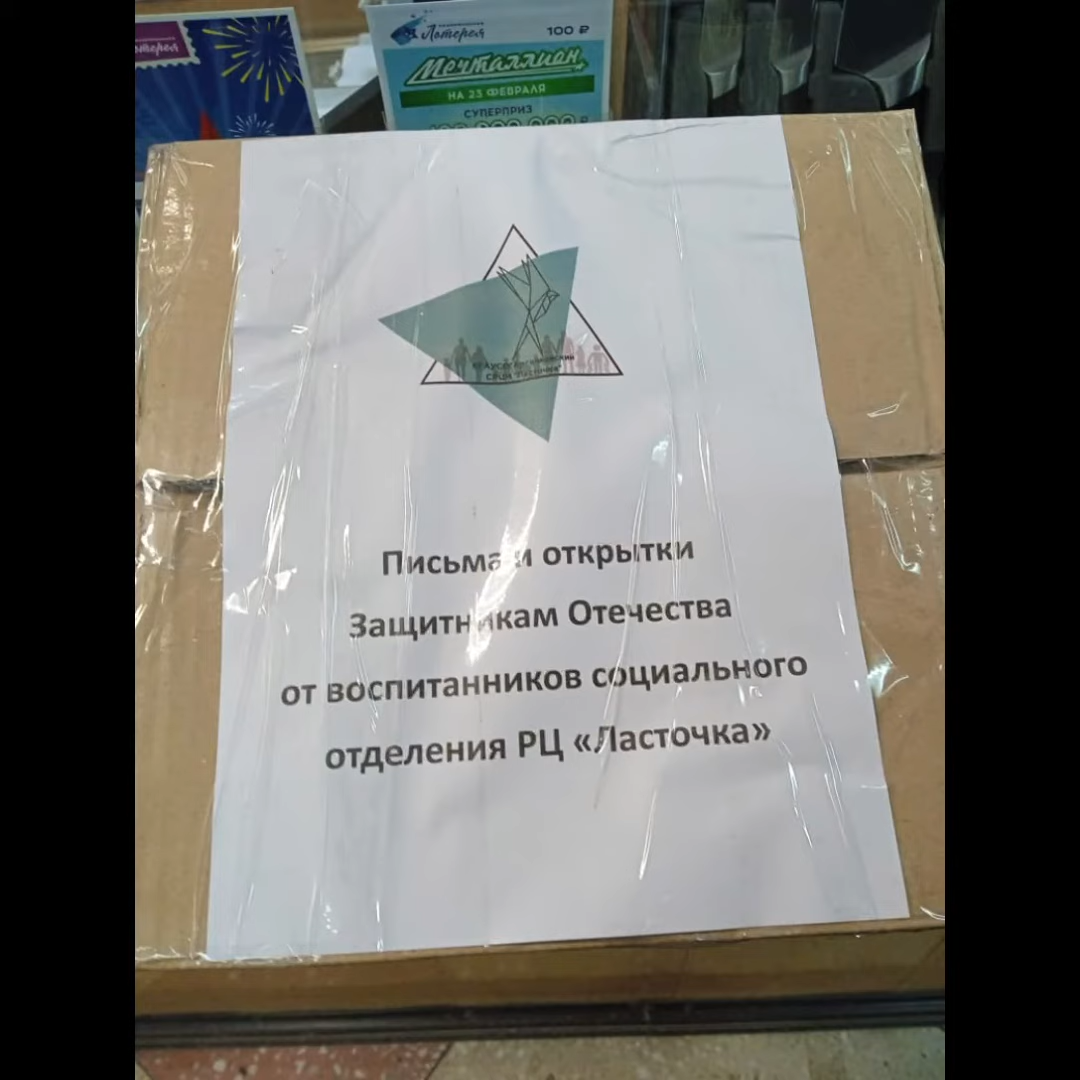 Лотерея
100 ₽
Мечталлион
НА 23 ФЕВРАЛЯ
СУПЕРПРИЗ
Письма и открытки
Защитникам Отечества
от воспитанников социального
отделения РЦ «Ласточка»